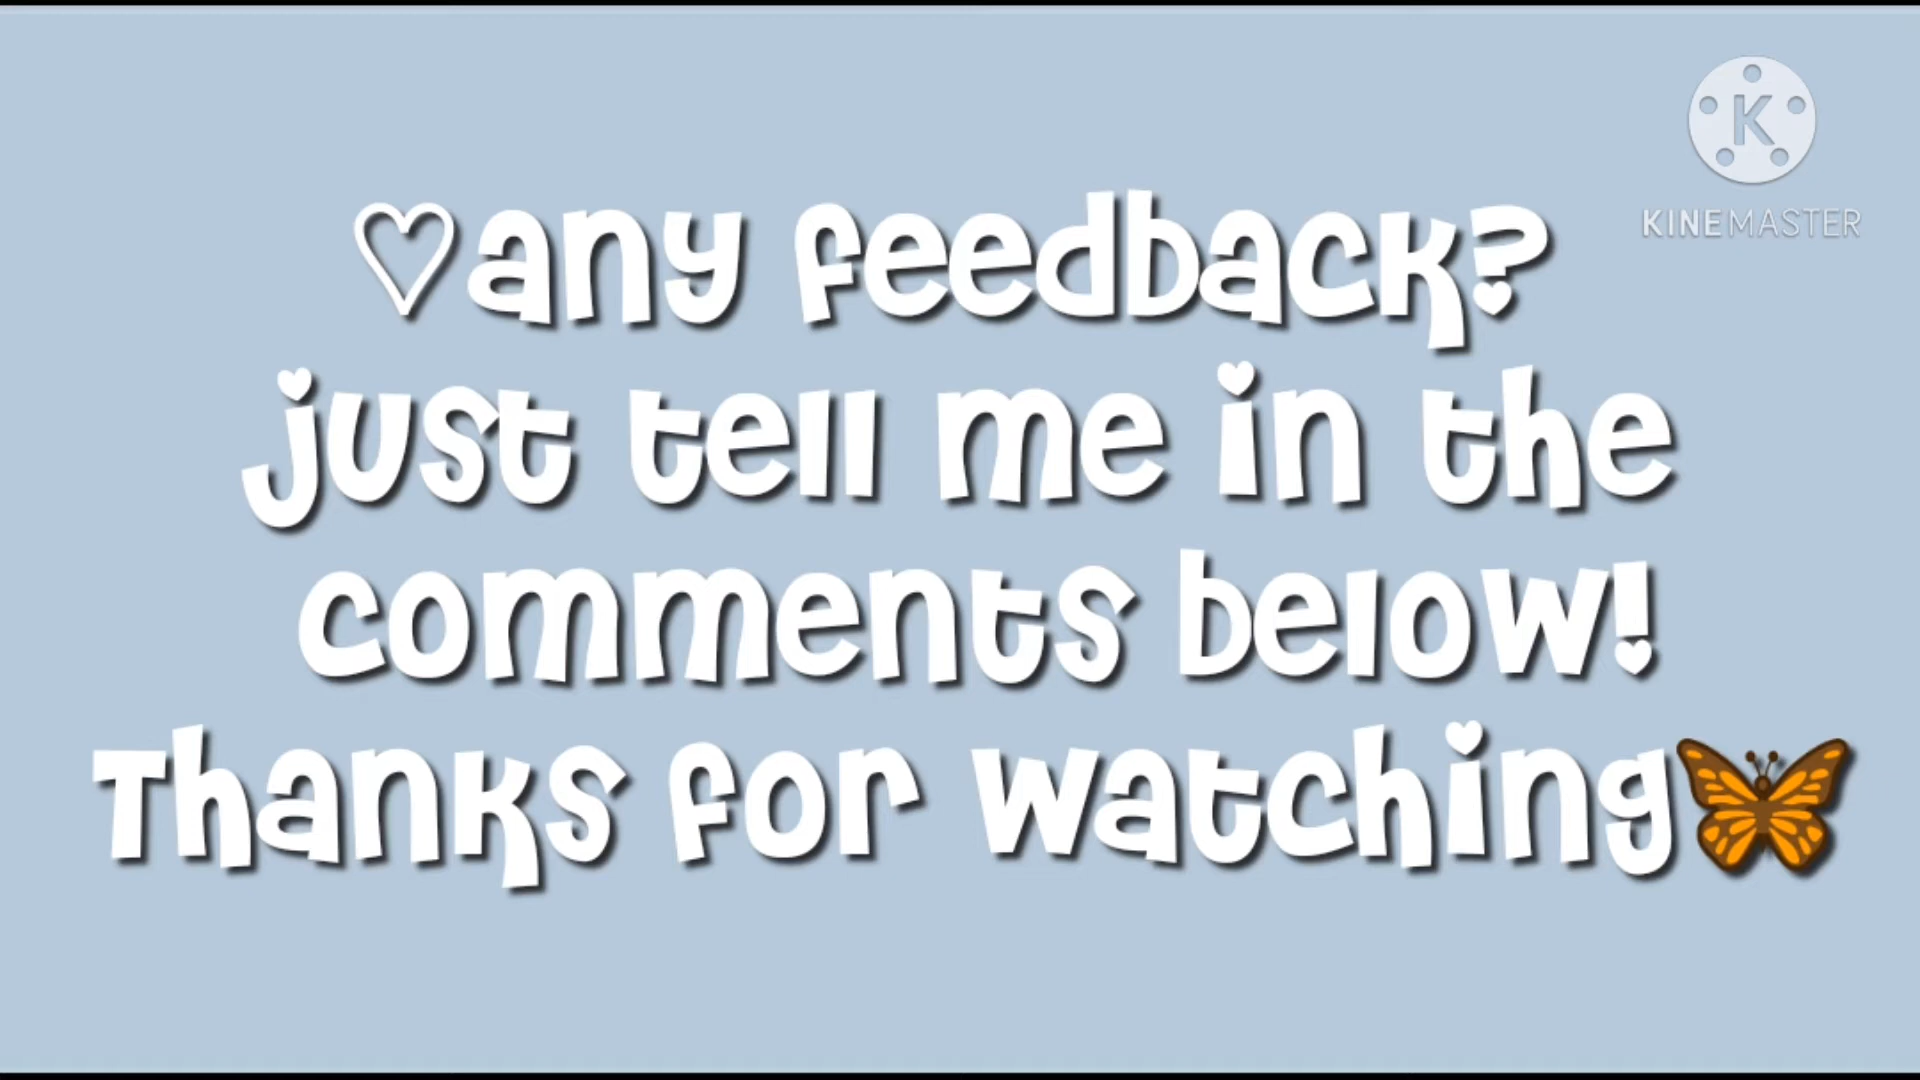 K
KINEMASTER
♡any feedback?
just tell me in the
comments below!
Thanks for watching🦋